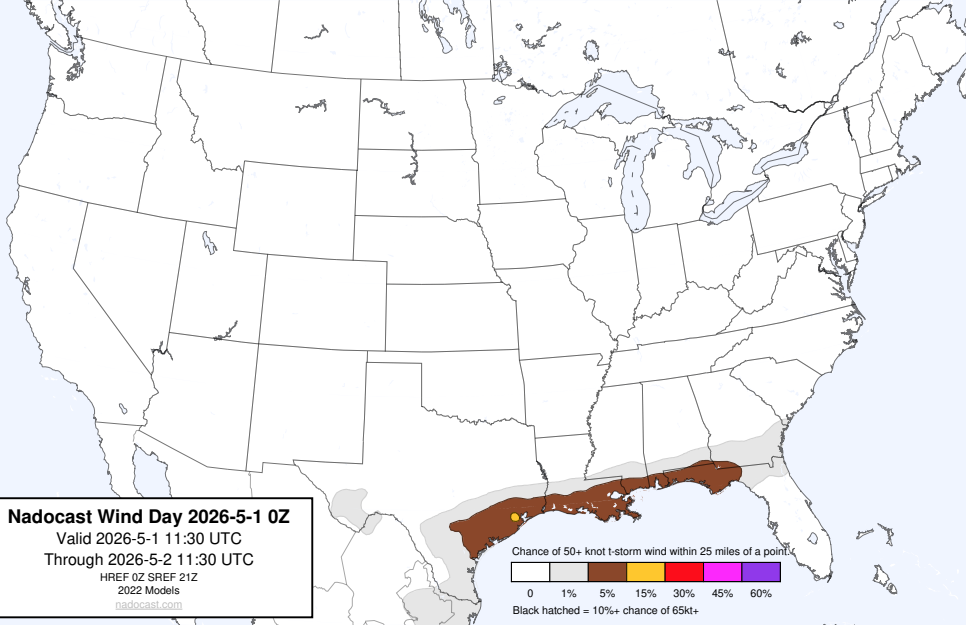 Nadocast Wind Day 2026-5-1 0Z
Valid 2026-5-1 11:30 UTC
Through 2026-5-2 11:30 UTC
HREF 0Z SREF 21Z
2022 Models
nadocast.com
Chance of 50+ knot t-storm wind within 25 miles of a point.
0 1% 5% 15% 30% 45% 60%
Black hatched = 10%+ chance of 65kt+